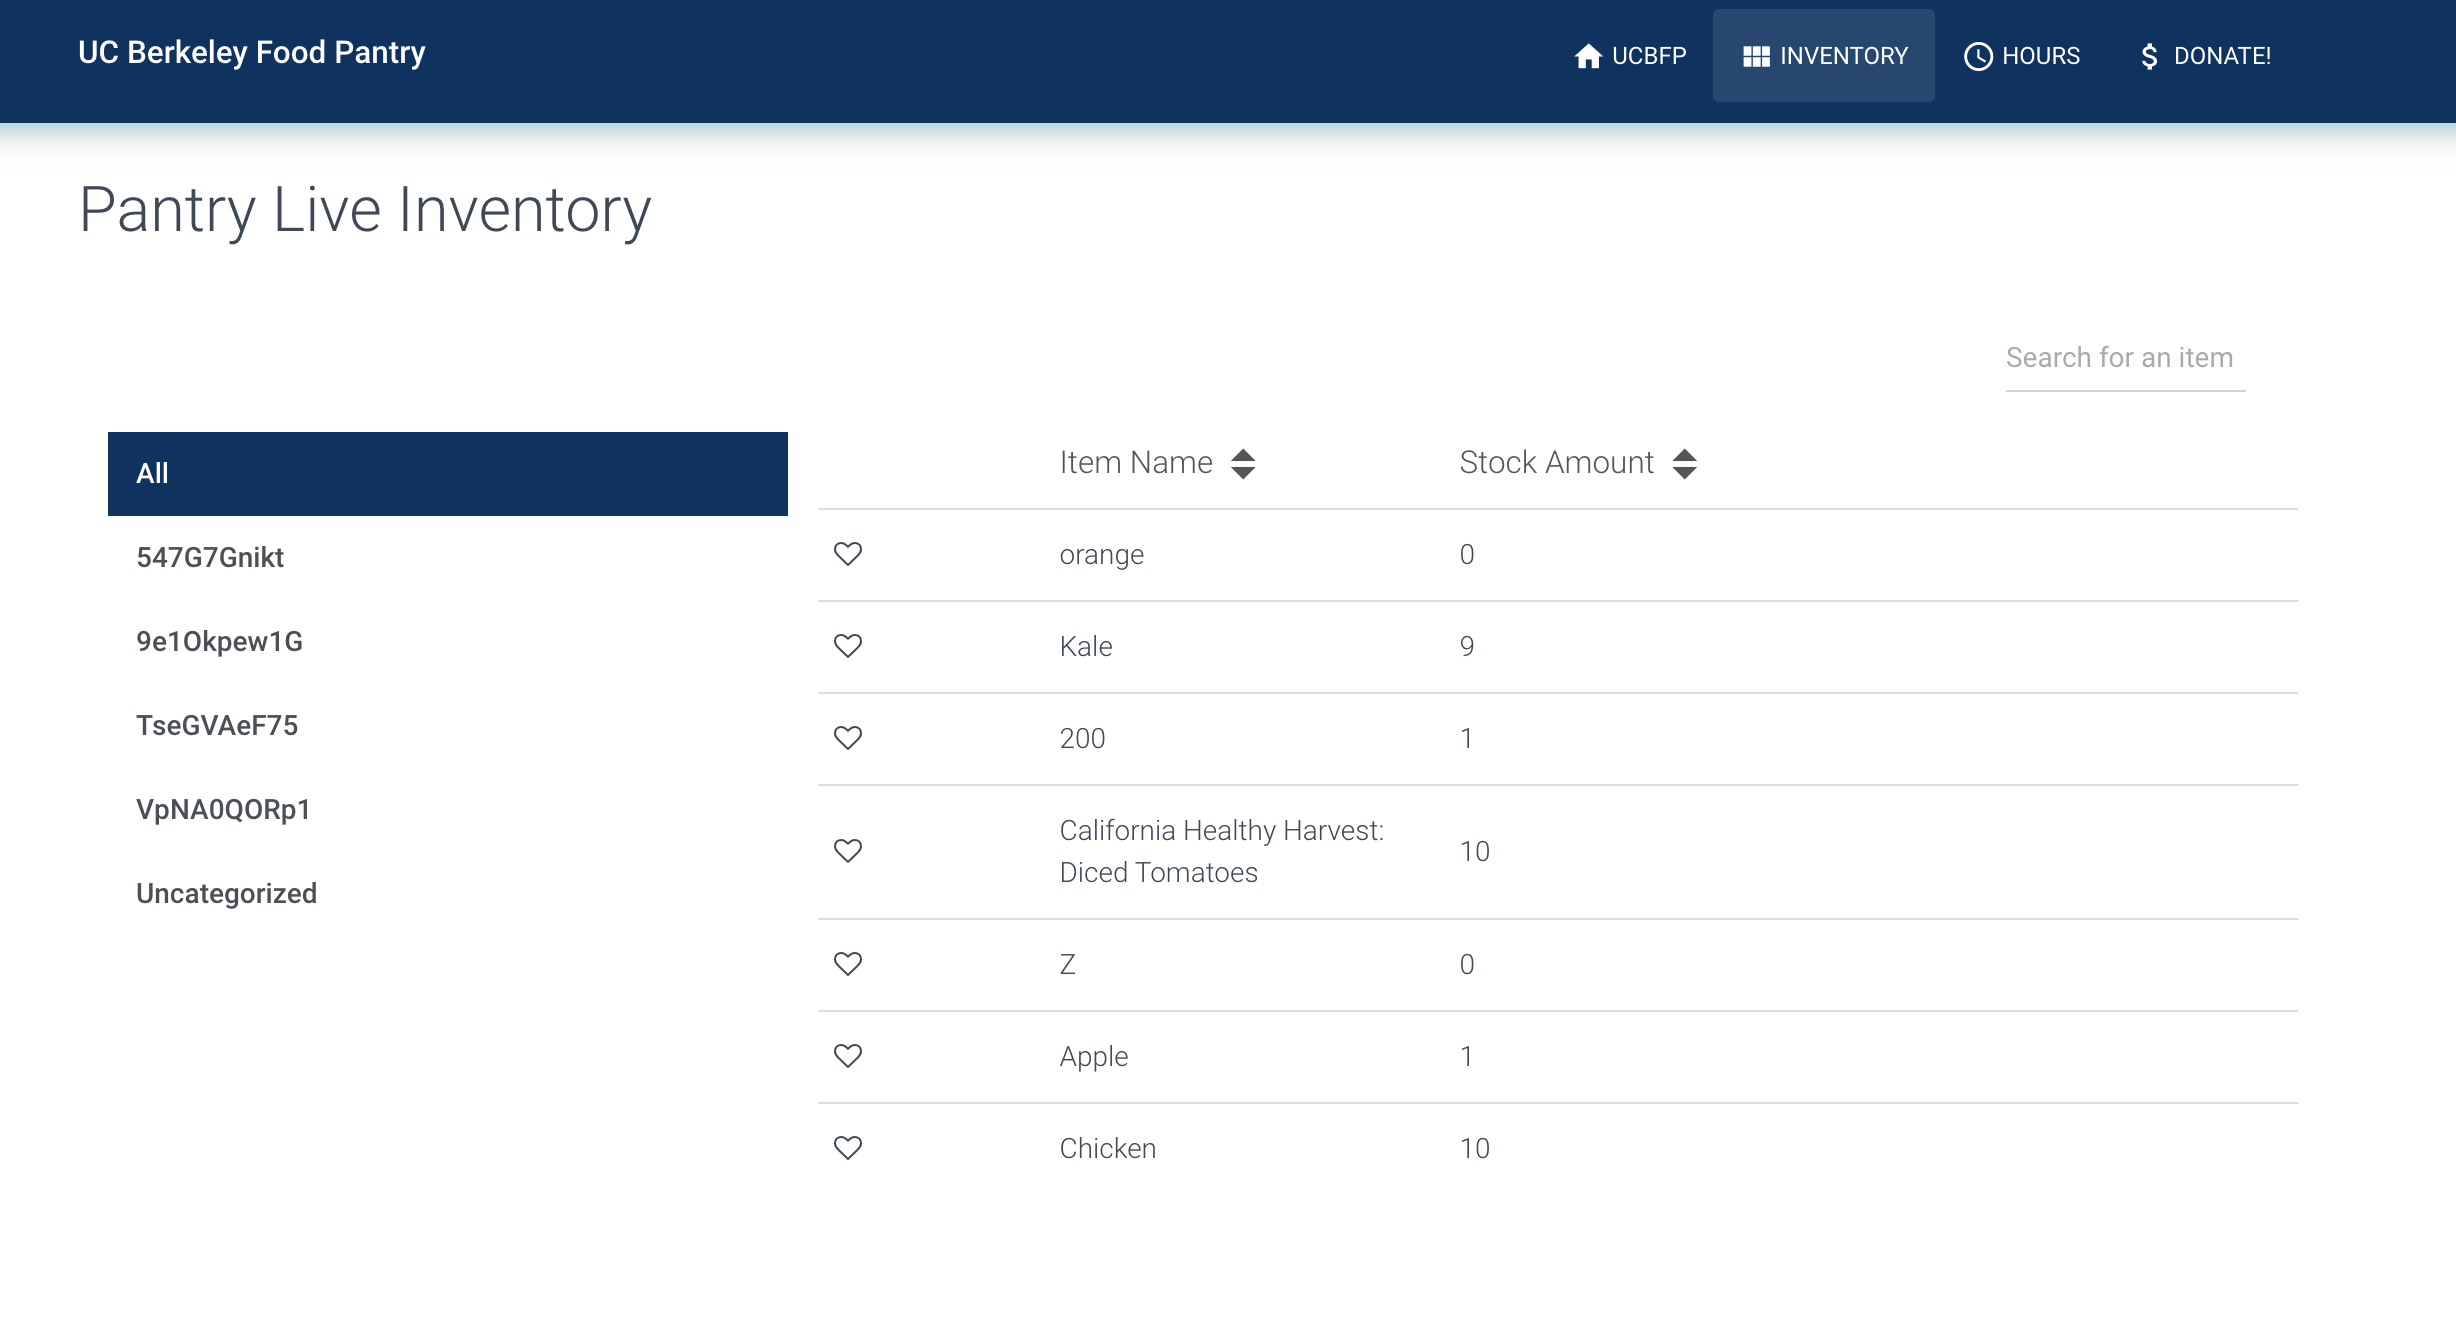 UC Berkeley Food Pantry
UCBFP
INVENTORY
HOURS
DONATE!
Pantry Live Inventory
Search for an item
All
547G7Gnikt
9e1Okpew1G
TseGVAeF75
VpNA0QORp1
Uncategorized
Item Name Stock Amount
orange 0
Kale 9
200 1
California Healthy Harvest:
Diced Tomatoes 10
Z 0
Apple 1
Chicken 10